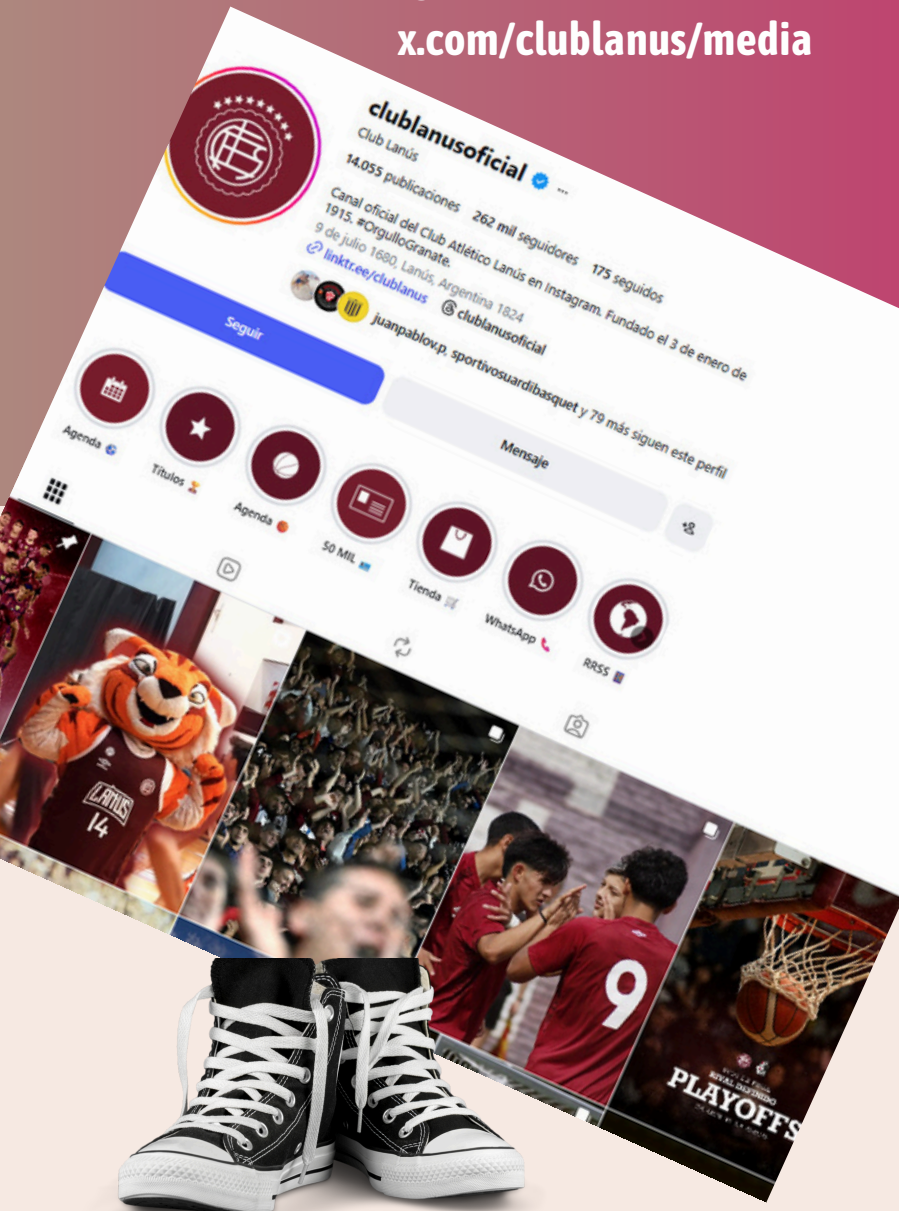 x.com/clublanus/media
clublanusoficial
Club Lanús
14.055 publicaciones 262 mil seguidores 175 seguidos
Canal oficial del Club Atlético Lanús en Instagram. Fundado el 3 de enero de
1915. #OrgulloGranate.
9 de julio 1680, Lanús, Argentina 1824
linktr.ee/clublanus clublanusoficial
juanpablov.p, sportivosuardibasquet y 79 más siguen este perfil
Seguir
Mensaje
Agenda
Títulos
Agenda
50 MIL
Tienda
WhatsApp
RRSS
LANUS
14
9
RIVAL DEFINIDO
PLAYOFFS